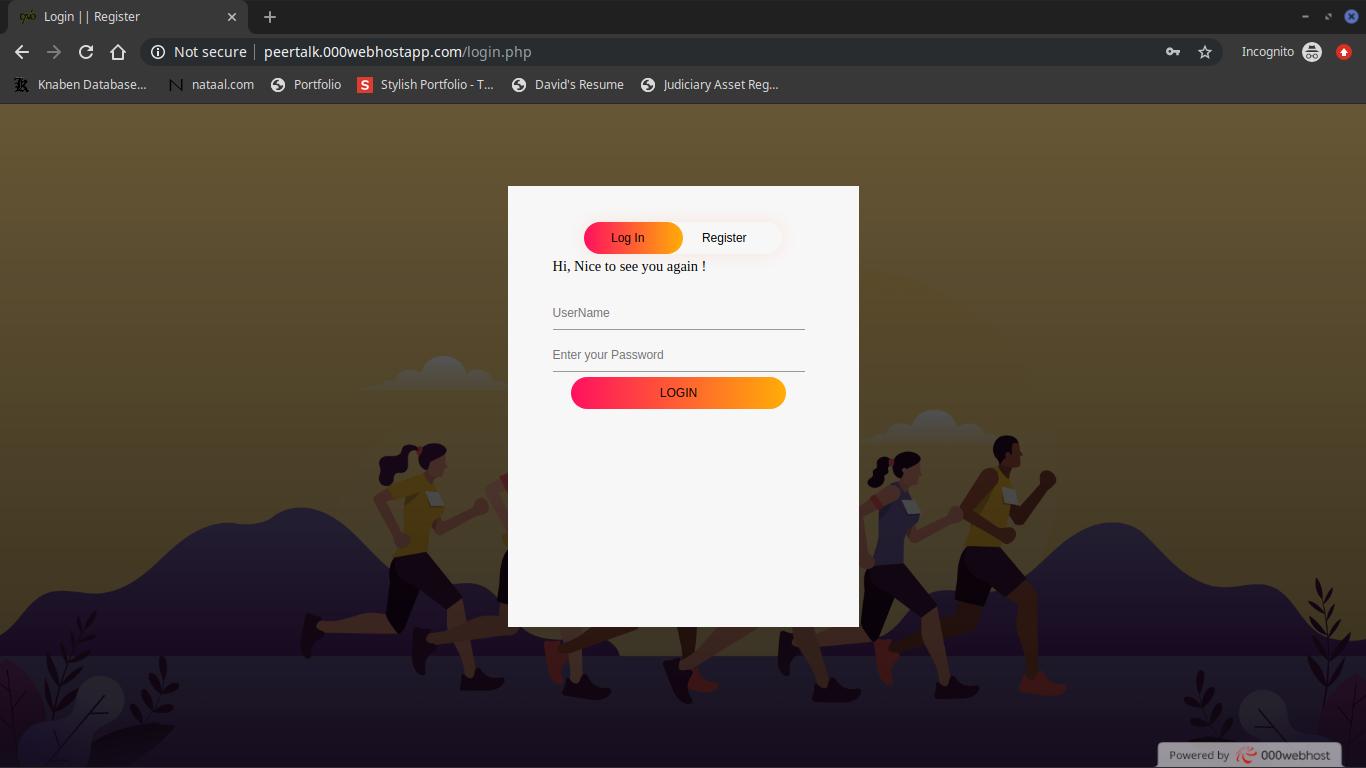 Login || Register
Not secure | peertalk.000webhostapp.com/login.php
Incognito
Knaben Database...
nataal.com
Portfolio
S Stylish Portfolio - T...
David's Resume
Judiciary Asset Reg...
Log In
Register
Hi, Nice to see you again !
UserName
Enter your Password
LOGIN
Powered by 000webhost